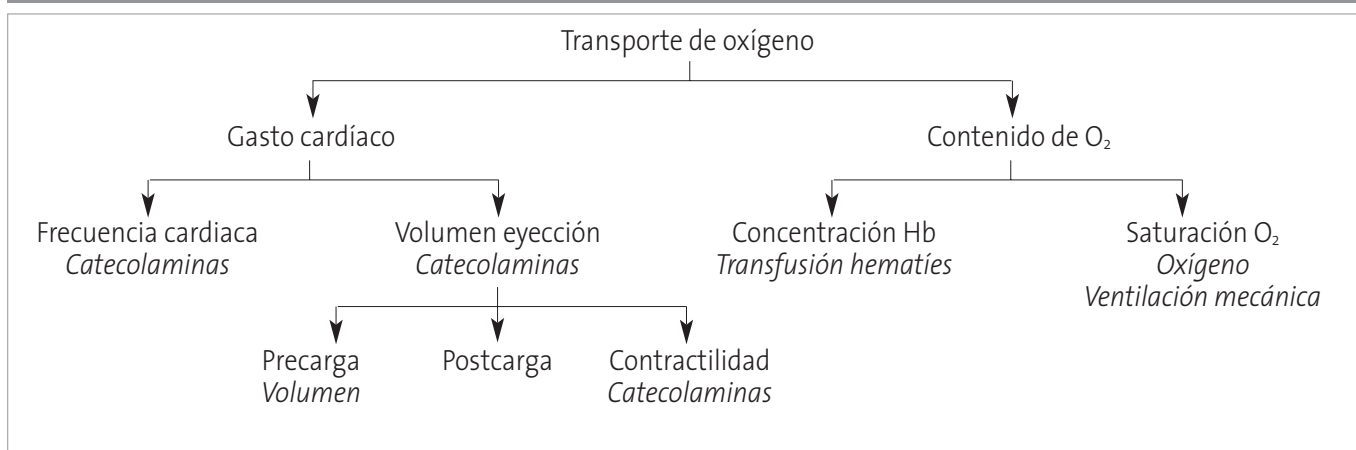 Transporte de oxígeno
Gasto cardíaco
Contenido de O₂
Frecuencia cardiaca
Catecolaminas
Volumen eyección
Catecolaminas
Concentración Hb
Transfusión hematíes
Saturación O₂
Oxígeno
Ventilación mecánica
Precarga
Volumen
Postcarga
Contractilidad
Catecolaminas